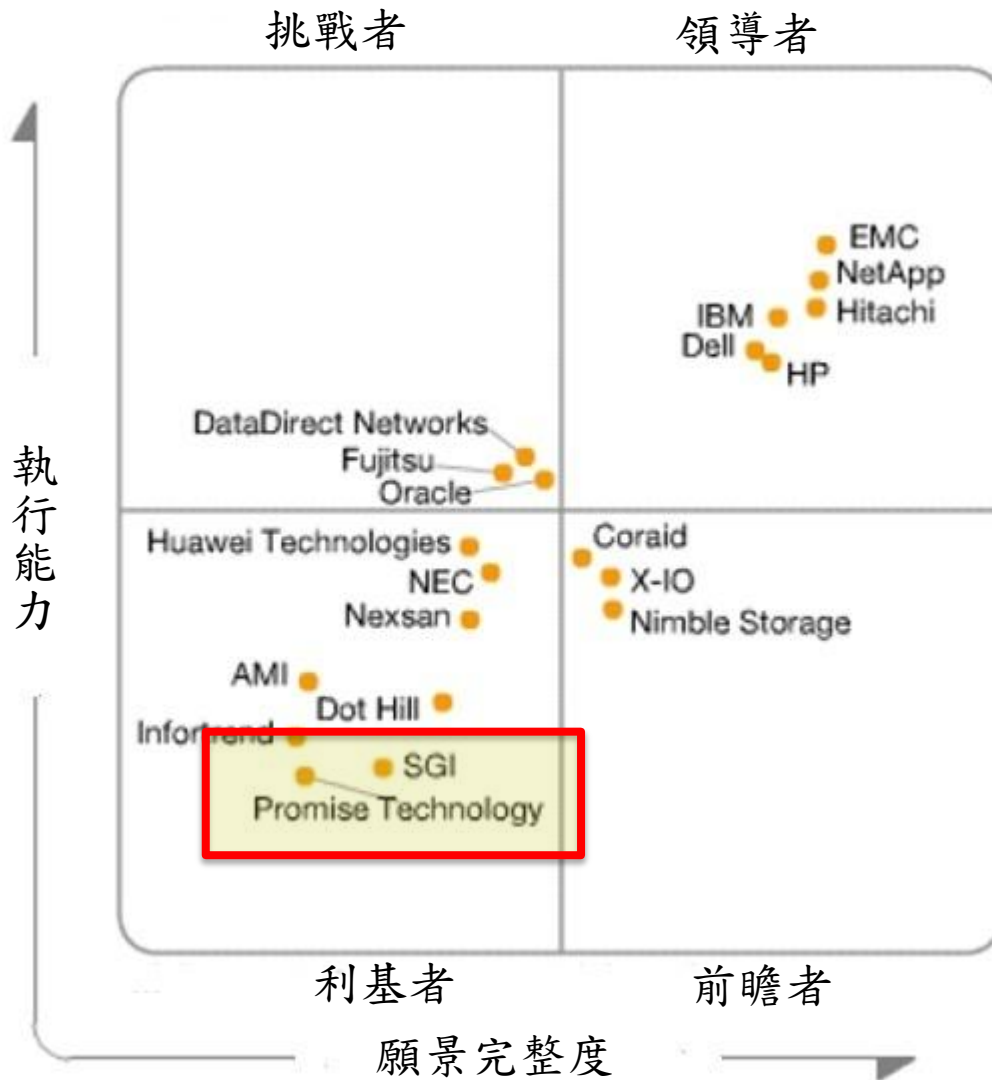 挑戰者
領導者
EMC
NetApp
IBM
Hitachi
Dell
HP
DataDirect Networks
Fujitsu
Oracle
執行能力
Huawei Technologies
Coraid
NEC
X-IO
Nexsan
Nimble Storage
AMI
Dot Hill
Infortrend
SGI
Promise Technology
利基者
前瞻者
願景完整度